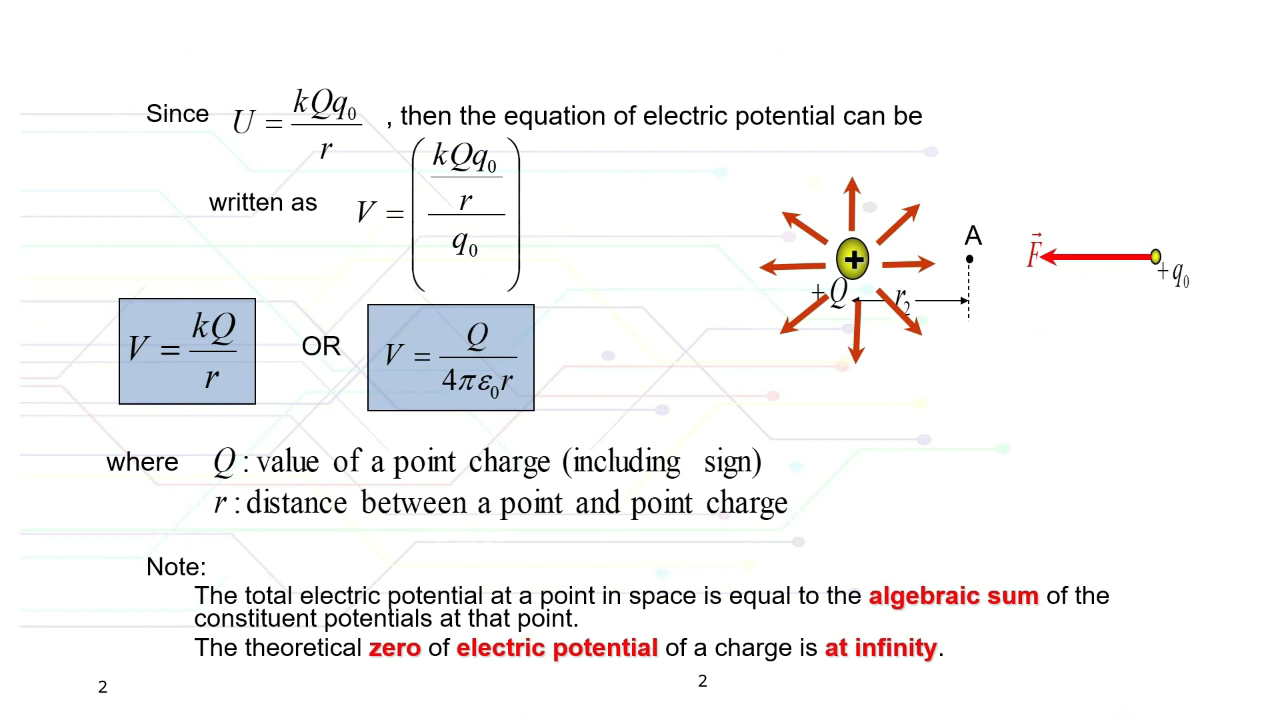 Since U = kQq₀/r , then the equation of electric potential can be
written as V = ((kQq₀/r)/q₀)
V = kQ/r OR V = Q/4πε₀r
A
F⃗
+Q
r₂
+q₀
where Q : value of a point charge (including sign)
r : distance between a point and point charge
Note:
The total electric potential at a point in space is equal to the algebraic sum of the
constituent potentials at that point.
The theoretical zero of electric potential of a charge is at infinity.
2
2